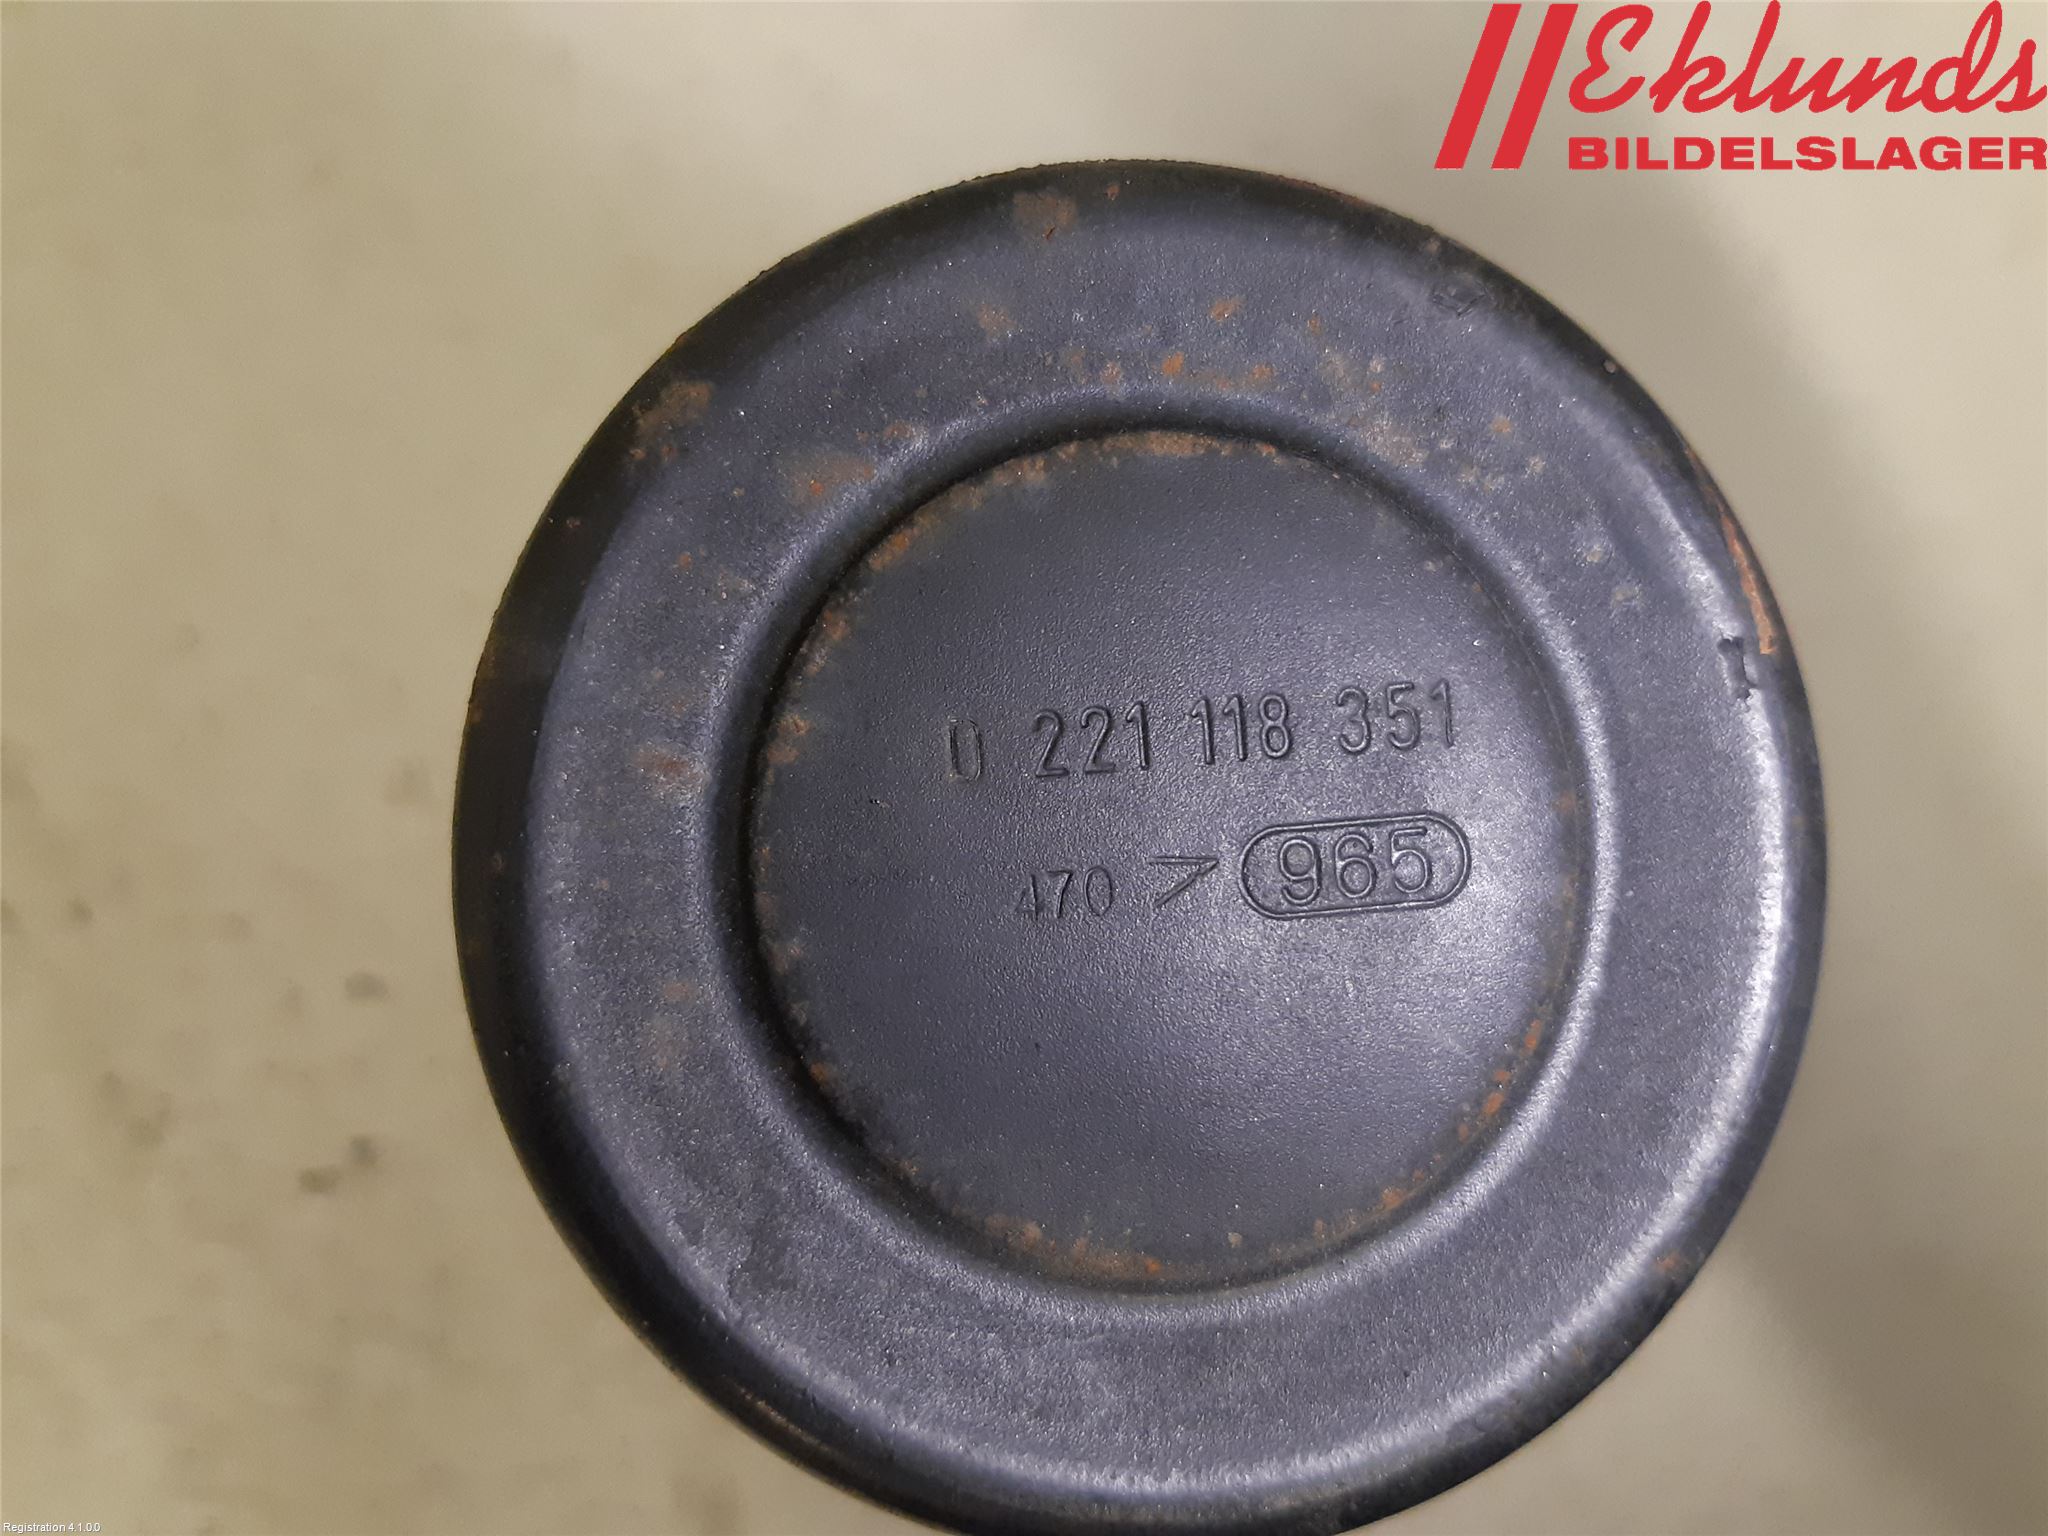 Eklunds
BILDELSLAGER
0 221 118 351
470 965
Registration 4.1.0.0